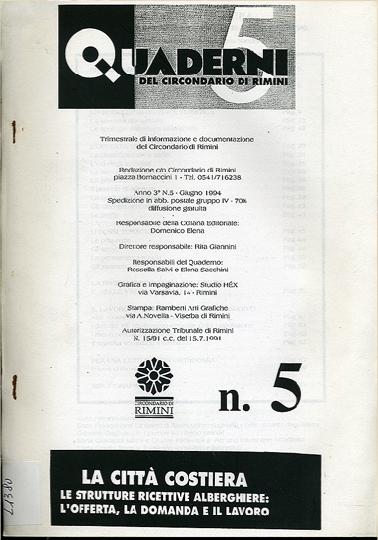 QUADERNI 5
DEL CIRCONDARIO DI RIMINI
Trimestrale di informazione e documentazione
del Circondario di Rimini
Redazione c/o Circondario di Rimini
piazza Bornaccini 1 - Tel. 0541/716238
Anno 3° N.5 - Giugno 1994
Spedizione in abb. postale gruppo IV - 70%
diffusione gratuita
Responsabile della Collana Editoriale:
Domenico Elena
Direttore responsabile: Rita Giannini
Responsabili del Quaderno:
Rossella Salvi e Elena Sacchini
Grafica e impaginazione: Studio HEX
via Varsavia, 14 - Rimini
Stampa: Ramberti Arti Grafiche
via A.Novella - Viserba di Rimini
Autorizzazione Tribunale di Rimini
N. 15/91 c.c. del 15.7.1991
CIRCONDARIO DI
RIMINI
n. 5
LA CITTÀ COSTIERA
LE STRUTTURE RICETTIVE ALBERGHIERE:
L'OFFERTA, LA DOMANDA E IL LAVORO
L1380